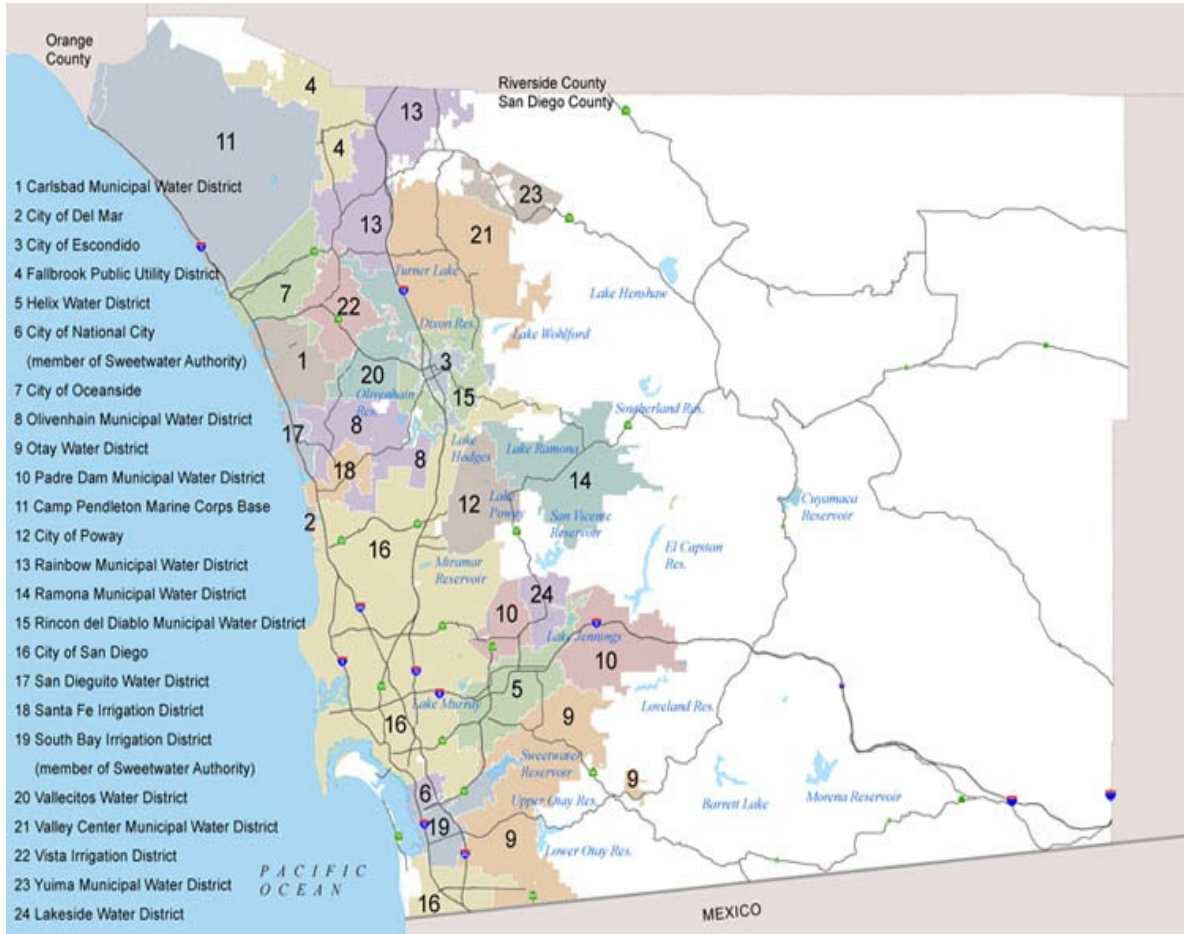 Orange
County
Riverside County
San Diego County
4
13
11
4
23
1 Carlsbad Municipal Water District
2 City of Del Mar
3 City of Escondido
4 Fallbrook Public Utility District
5 Helix Water District
6 City of National City
(member of Sweetwater Authority)
7 City of Oceanside
8 Olivenhain Municipal Water District
9 Otay Water District
10 Padre Dam Municipal Water District
11 Camp Pendleton Marine Corps Base
12 City of Poway
13 Rainbow Municipal Water District
14 Ramona Municipal Water District
15 Rincon del Diablo Municipal Water District
16 City of San Diego
17 San Dieguito Water District
18 Santa Fe Irrigation District
19 South Bay Irrigation District
(member of Sweetwater Authority)
20 Vallecitos Water District
21 Valley Center Municipal Water District
22 Vista Irrigation District
23 Yuima Municipal Water District
24 Lakeside Water District
13
21
Turner Lake
Lake Henshaw
7
22
Dixon Res.
Lake Wohlford
1
3
20
15
Olivenhain
Res.
Southerland Res.
17
8
Lake
Hodges
Lake Ramona
8
18
14
12
Lake
Poway
Cuyamaca
Reservoir
2
San Vicente
Reservoir
16
El Capitan
Res.
Miramar
Reservoir
24
10
Lake Jennings
10
5
Lake Murray
Loveland Res.
9
16
Sweetwater
Reservoir
9
6
Upper Otay Res.
Barrett Lake
Morena Reservoir
19
9
Lower Otay Res.
PACIFIC
OCEAN
16
MEXICO